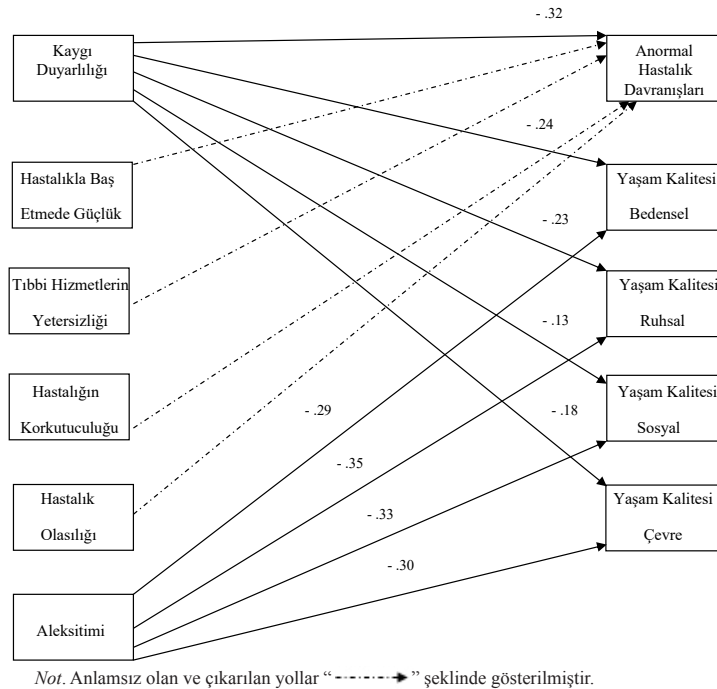 - .32
Kaygı
Duyarlılığı
Anormal
Hastalık
Davranışları
- .24
Hastalıkla Baş
Etmede Güçlük
Yaşam Kalitesi
Bedensel
- .23
Tıbbi Hizmetlerin
Yetersizliği
Yaşam Kalitesi
Ruhsal
- .13
Hastalığın
Korkutuculuğu
Yaşam Kalitesi
Sosyal
- .29
- .18
- .35
Hastalık
Olasılığı
Yaşam Kalitesi
Çevre
- .33
- .30
Aleksitimi
Not. Anlamsız olan ve çıkarılan yollar “ ” şeklinde gösterilmiştir.